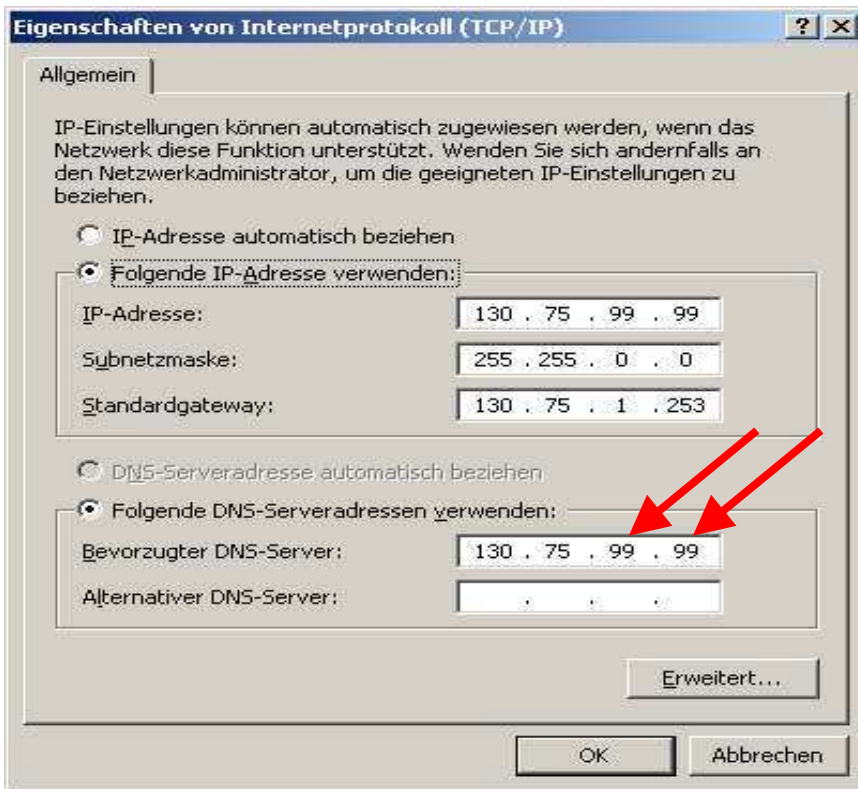 Eigenschaften von Internetprotokoll (TCP/IP)
Allgemein
IP-Einstellungen können automatisch zugewiesen werden, wenn das
Netzwerk diese Funktion unterstützt. Wenden Sie sich andernfalls an
den Netzwerkadministrator, um die geeigneten IP-Einstellungen zu
beziehen.
IP-Adresse automatisch beziehen
Folgende IP-Adresse verwenden:
IP-Adresse: 130 . 75 . 99 . 99
Subnetzmaske: 255 . 255 . 0 . 0
Standardgateway: 130 . 75 . 1 . 253
DNS-Serveradresse automatisch beziehen
Folgende DNS-Serveradressen verwenden:
Bevorzugter DNS-Server: 130 . 75 . 99 . 99
Alternativer DNS-Server: . . .
Erweitert...
OK Abbrechen